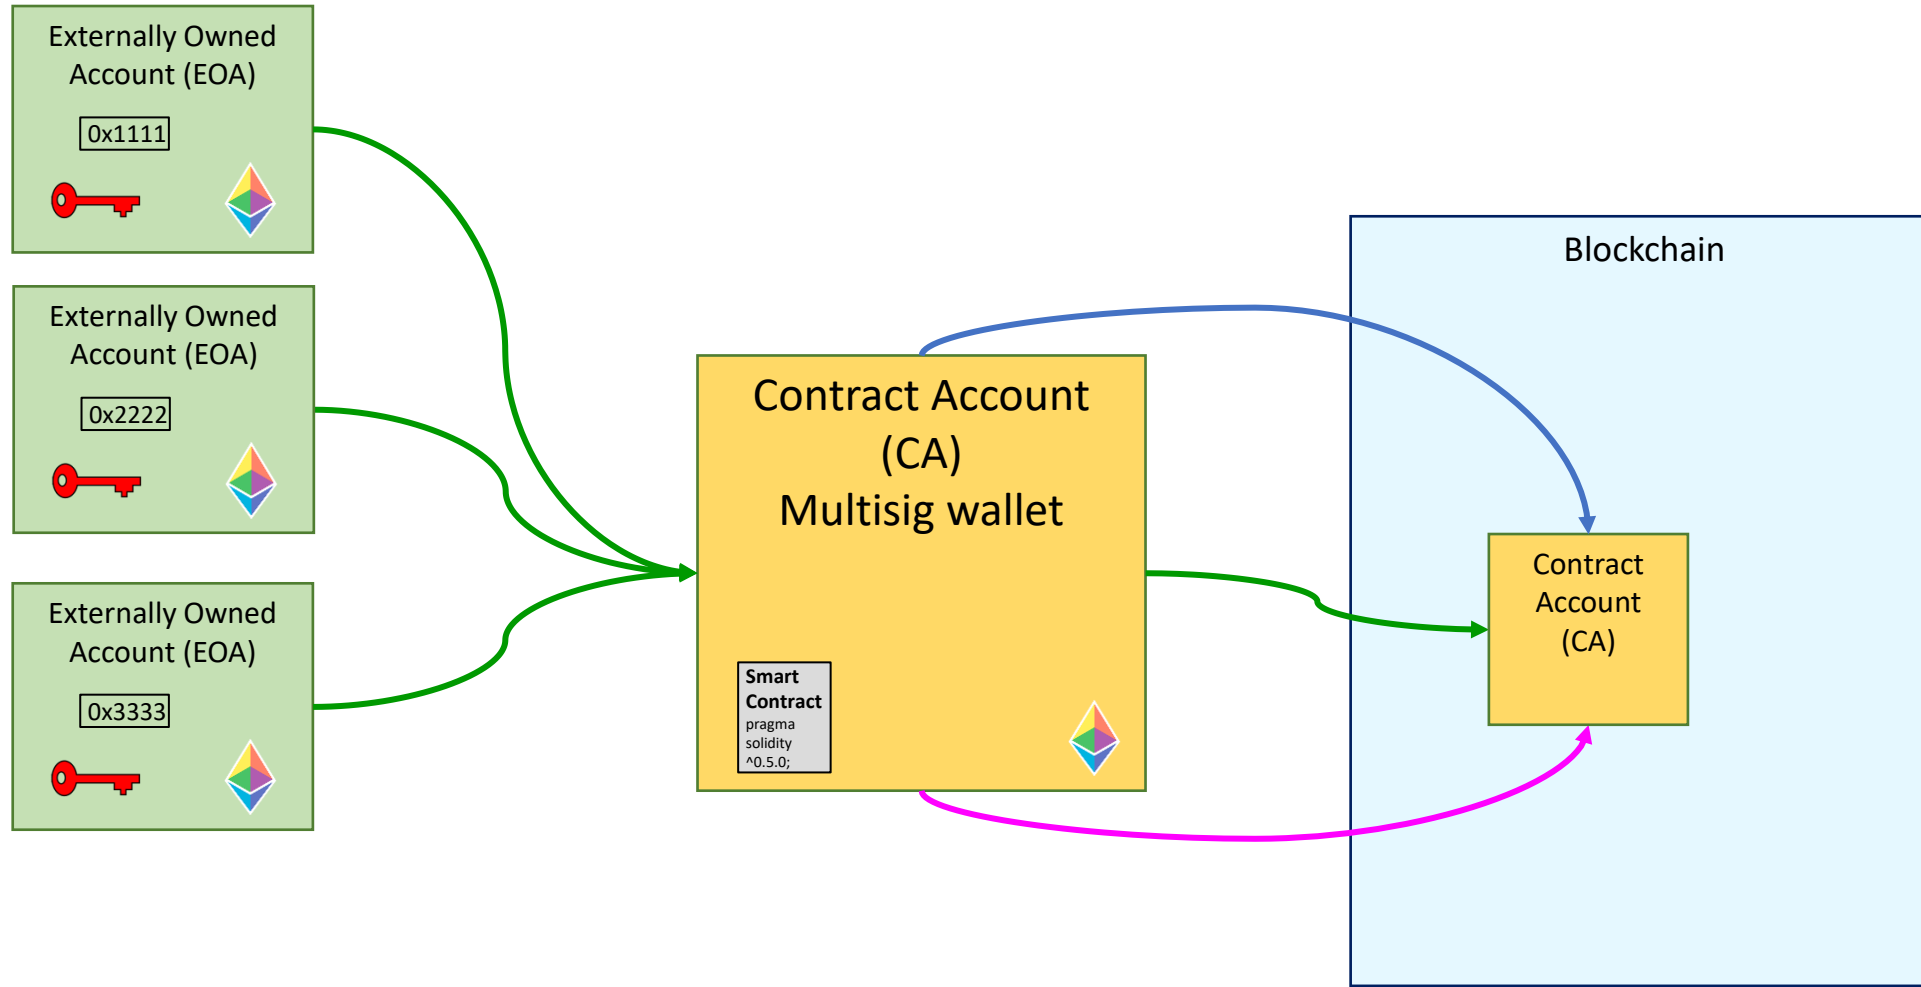 Externally Owned
Account (EOA)
0x1111
Externally Owned
Account (EOA)
0x2222
Externally Owned
Account (EOA)
0x3333
Contract Account
(CA)
Multisig wallet
Smart
Contract
pragma
solidity
^0.5.0;
Blockchain
Contract
Account
(CA)